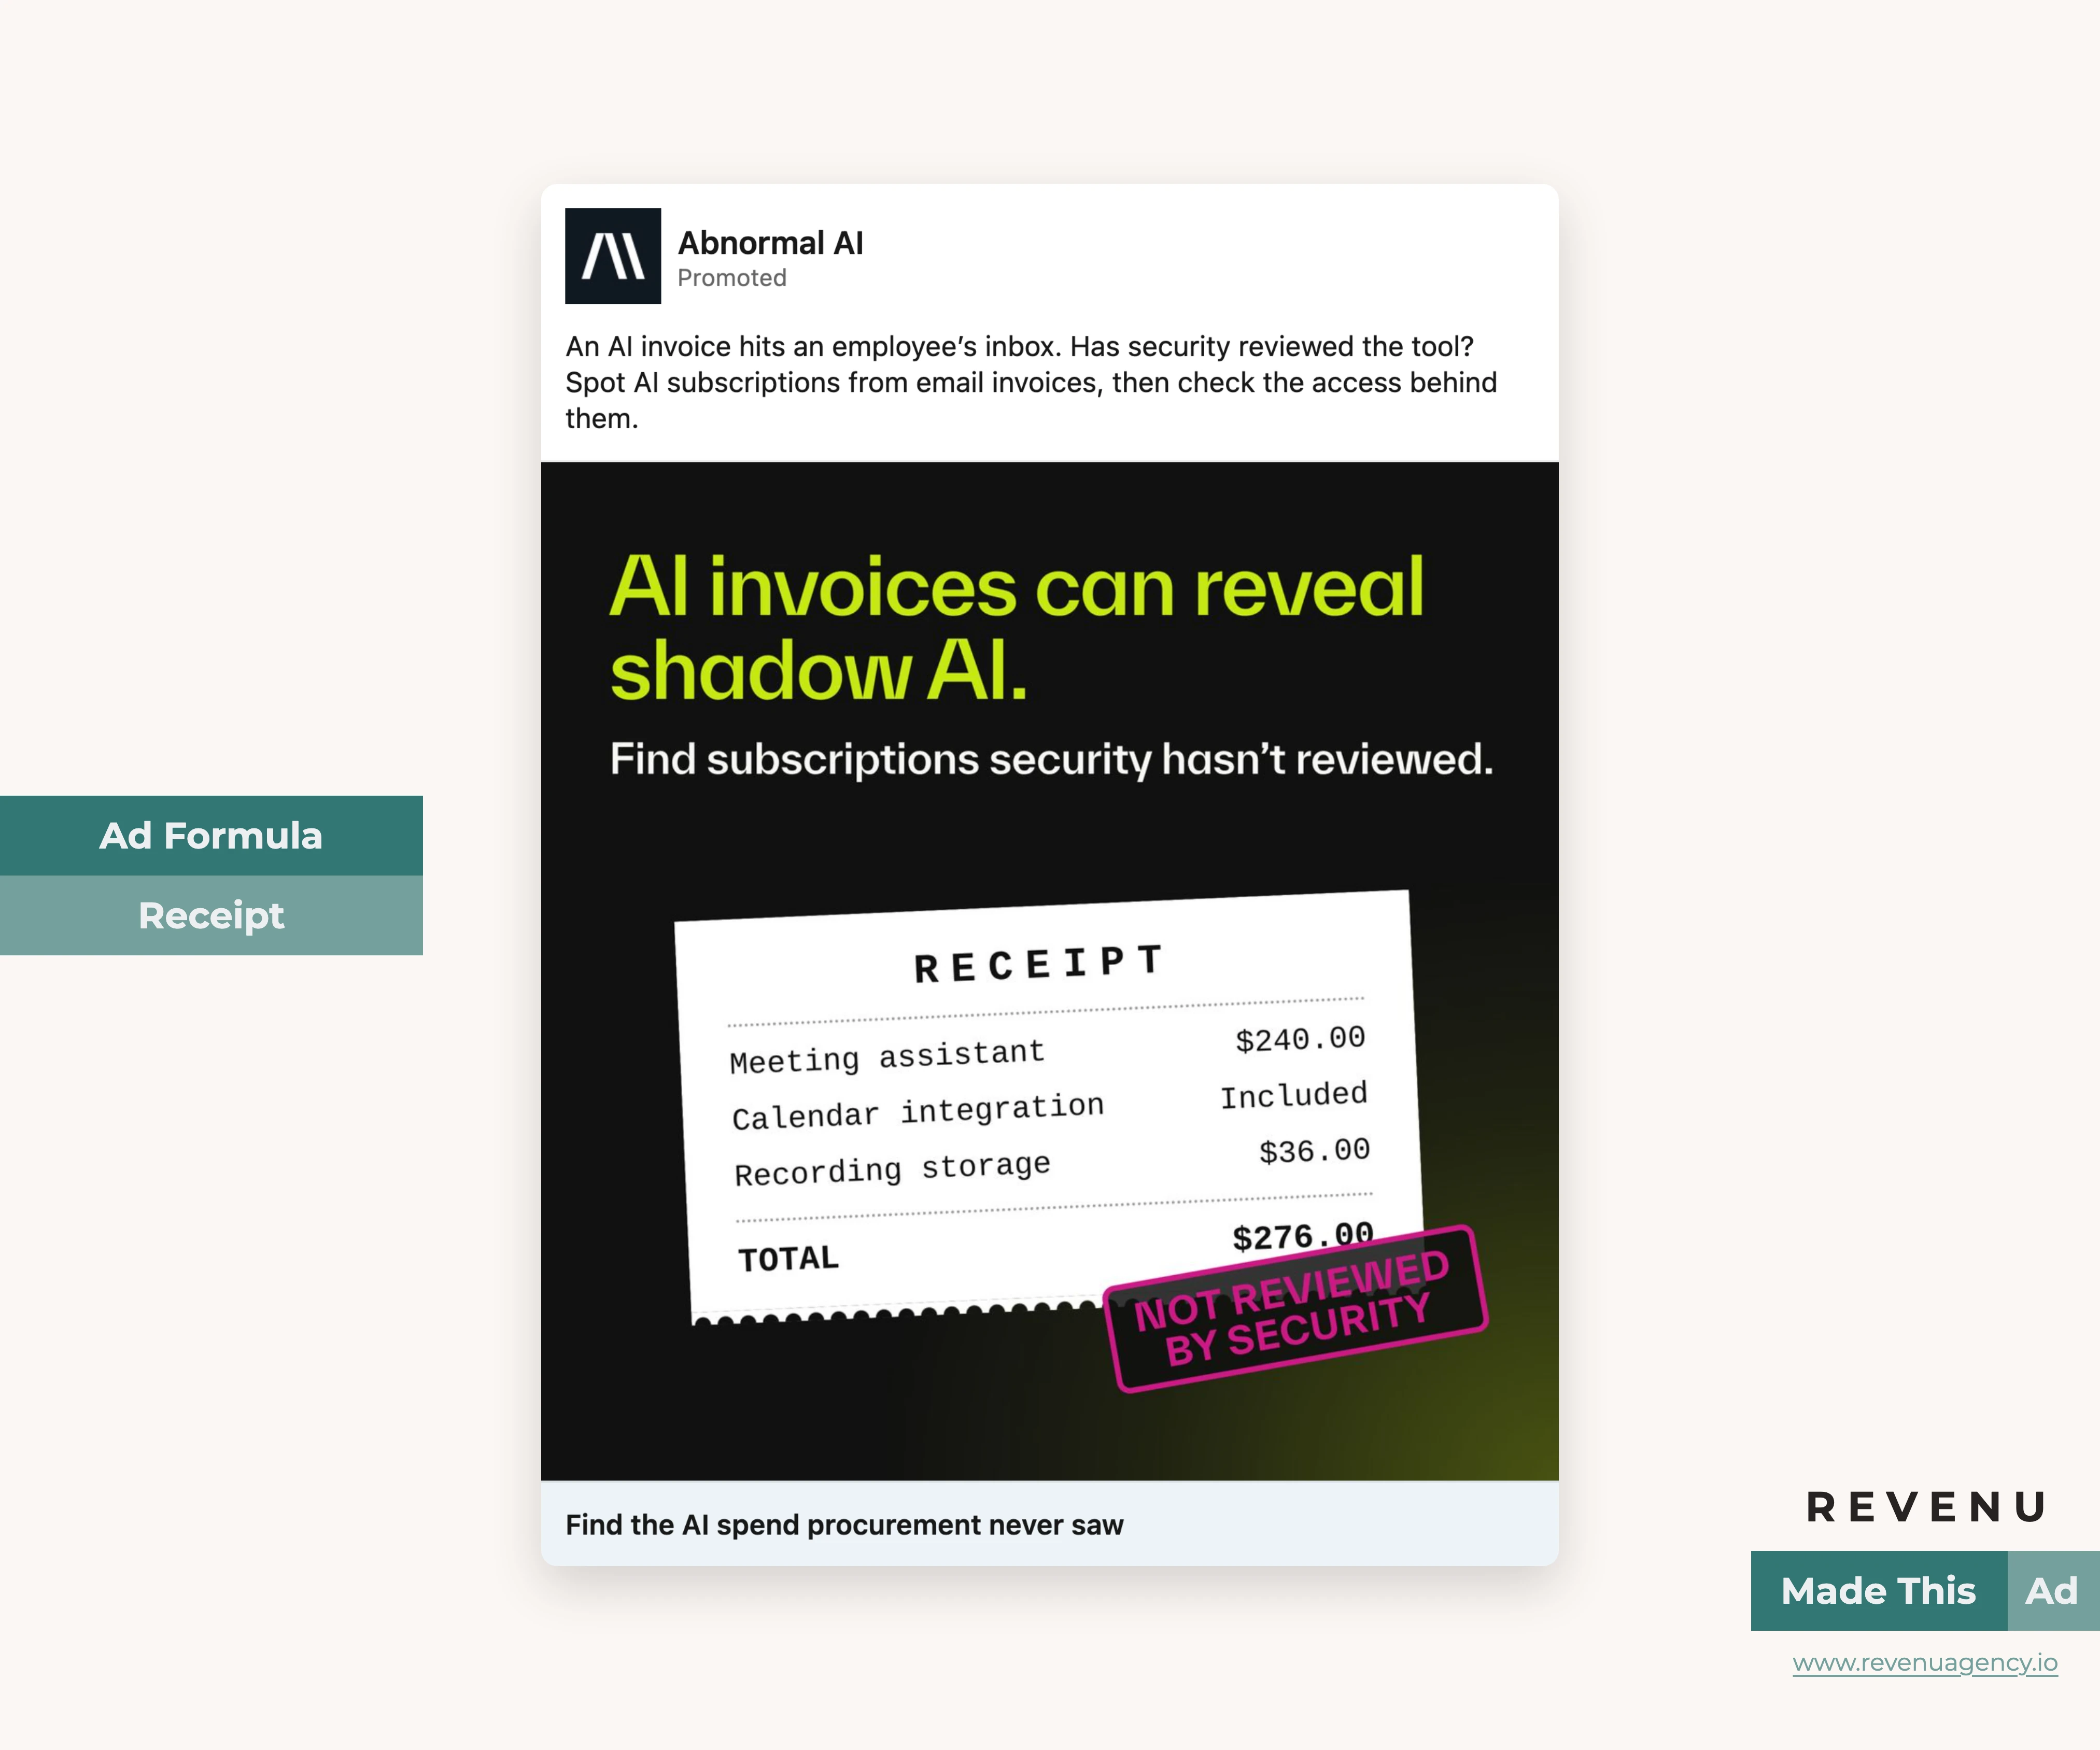 Abnormal AI
Promoted
An AI invoice hits an employee’s inbox. Has security reviewed the tool?
Spot AI subscriptions from email invoices, then check the access behind
them.
AI invoices can reveal
shadow AI.
Find subscriptions security hasn’t reviewed.
Ad Formula
Receipt
RECEIPT
Meeting assistant $240.00
Calendar integration Included
Recording storage $36.00
TOTAL $276.00
NOT REVIEWED
BY SECURITY
Find the AI spend procurement never saw
REVENU
Made This Ad
www.revenuagency.io